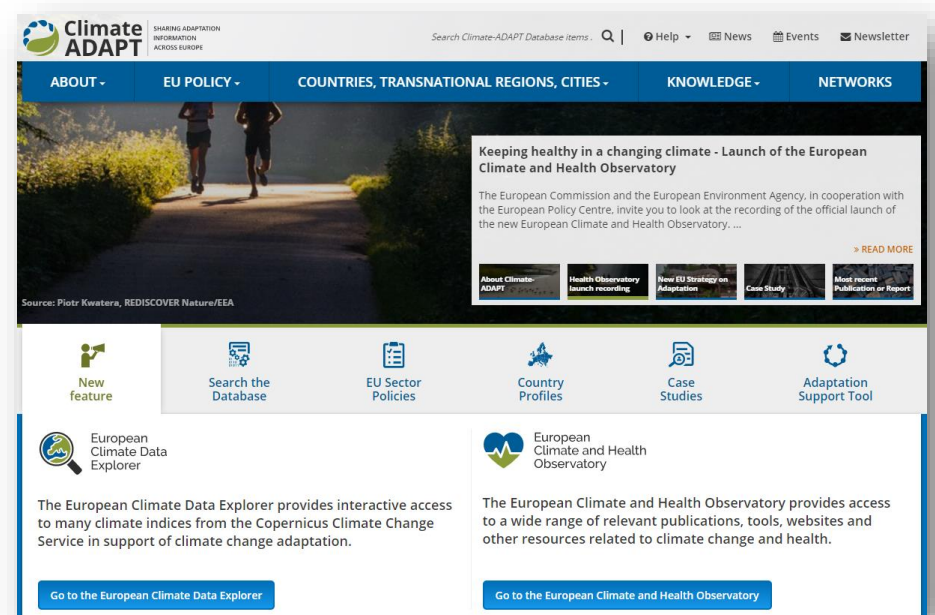 Climate
ADAPT
SHARING ADAPTATION
INFORMATION
ACROSS EUROPE
Search Climate-ADAPT Database items .
Help
News
Events
Newsletter
ABOUT
EU POLICY
COUNTRIES, TRANSNATIONAL REGIONS, CITIES
KNOWLEDGE
NETWORKS
Keeping healthy in a changing climate - Launch of the European
Climate and Health Observatory
The European Commission and the European Environment Agency, in cooperation with
the European Policy Centre, invite you to look at the recording of the official launch of
the new European Climate and Health Observatory. ...
» READ MORE
About Climate-
ADAPT
Health Observatory
launch recording
New EU Strategy on
Adaptation
Case Study
Most recent
Publication or Report
Source: Piotr Kwatera, REDISCOVER Nature/EEA
New
feature
Search the
Database
EU Sector
Policies
Country
Profiles
Case
Studies
Adaptation
Support Tool
European
Climate Data
Explorer
The European Climate Data Explorer provides interactive access
to many climate indices from the Copernicus Climate Change
Service in support of climate change adaptation.
Go to the European Climate Data Explorer
European
Climate and Health
Observatory
The European Climate and Health Observatory provides access
to a wide range of relevant publications, tools, websites and
other resources related to climate change and health.
Go to the European Climate and Health Observatory